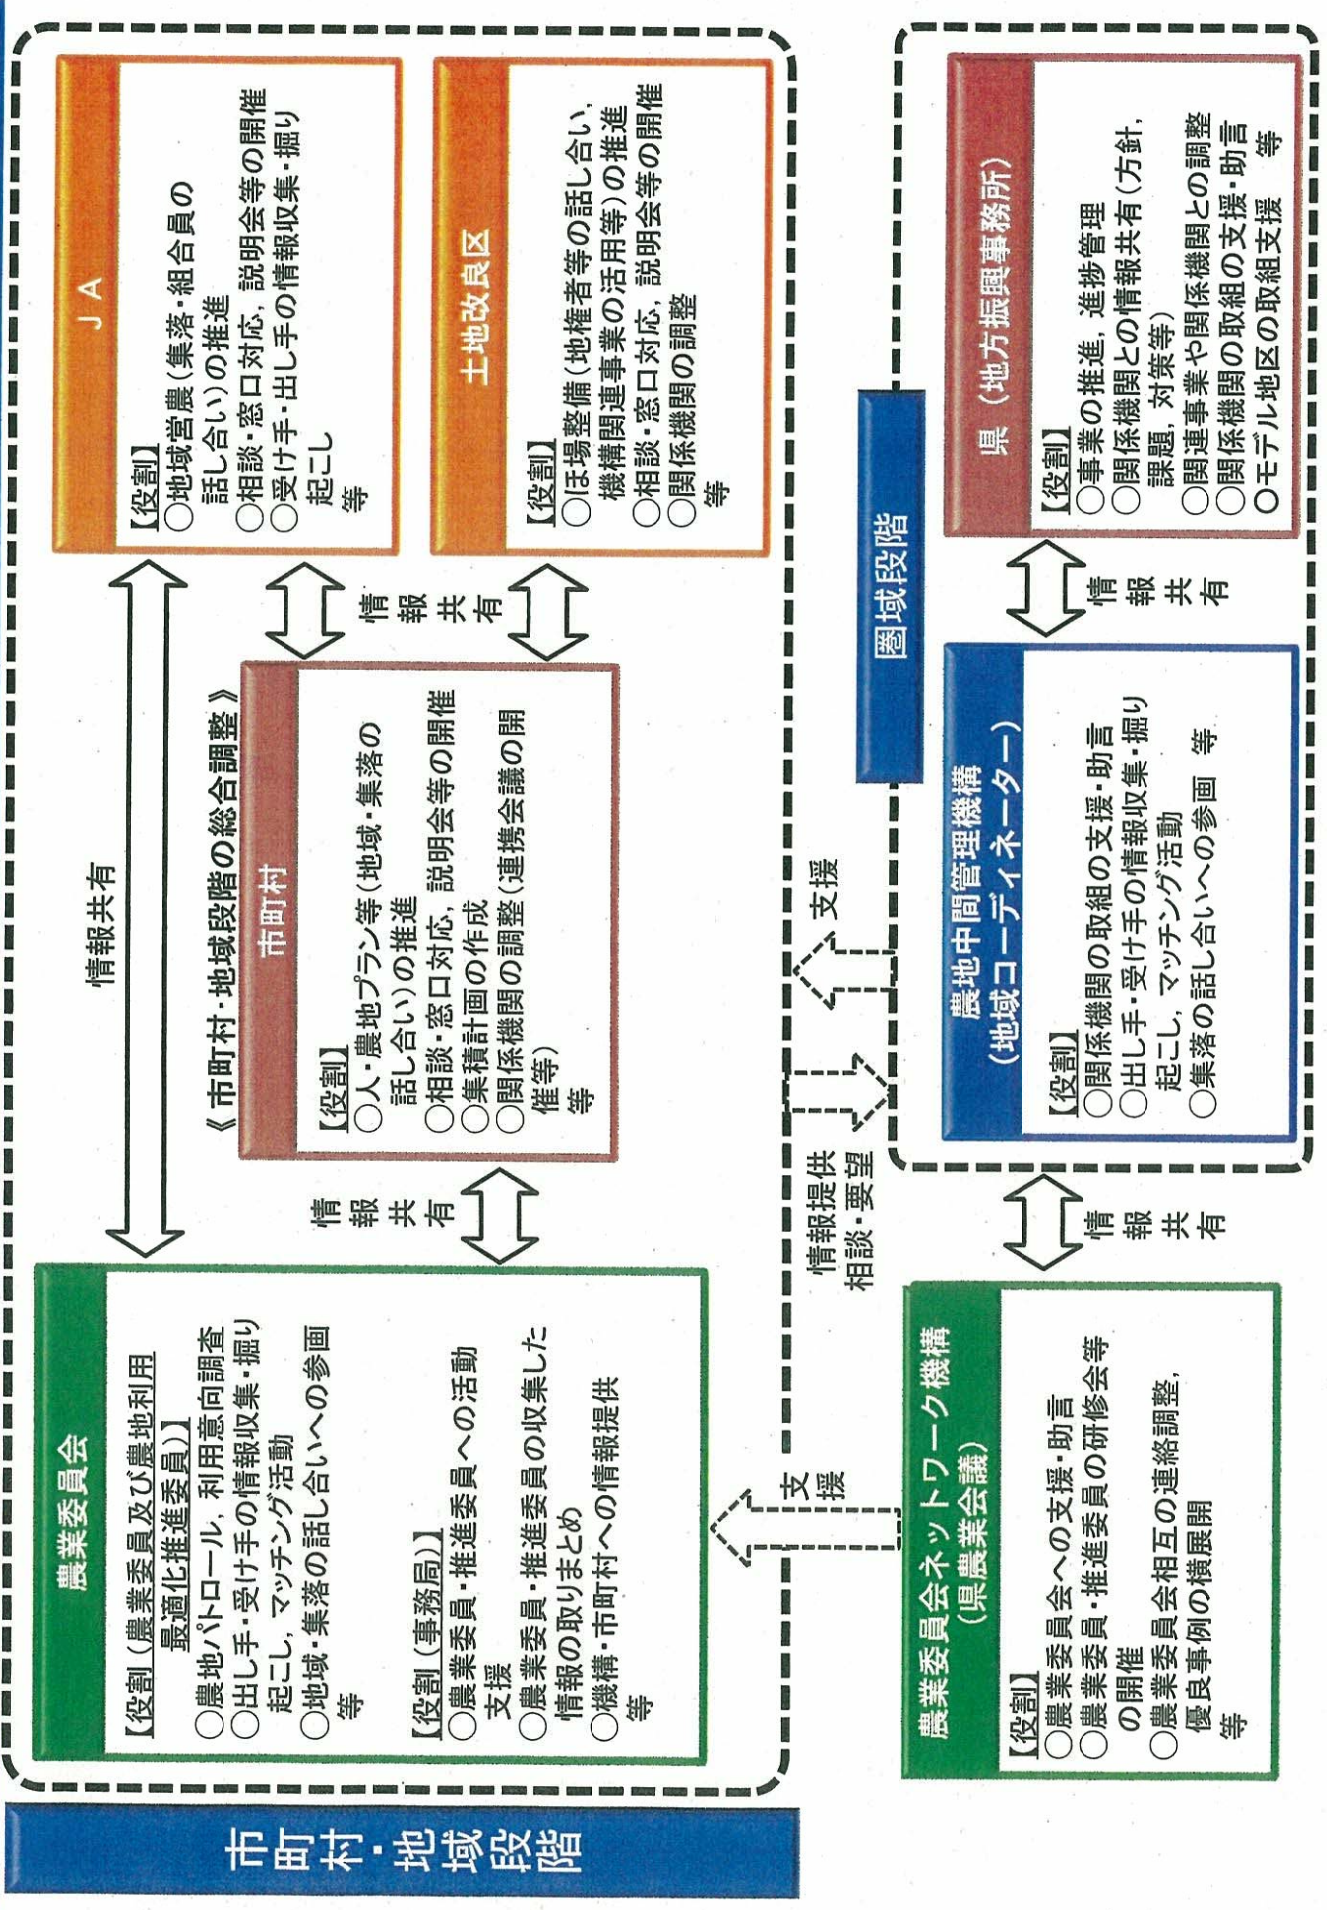 市町村・地域段階
農業委員会
【役割(農業委員及び農地利用
最適化推進委員)】
○農地パトロール,利用意向調査
○出し手・受け手の情報収集・掘り
起こし,マッチング活動
○地域・集落の話し合いへの参画
等
【役割(事務局)】
○農業委員・推進委員への活動
支援
○農業委員・推進委員の収集した
情報の取りまとめ
○機構・市町村への情報提供
等
情報共有
《市町村・地域段階の総合調整》
市町村
【役割】
○人・農地プラン等(地域・集落の
話し合い)の推進
○相談・窓口対応,説明会等の開催
○集積計画の作成
○関係機関の調整(連携会議の開
催等)
等
情報共有
情報共有
JA
【役割】
○地域営農(集落・組合員の
話し合い)の推進
○相談・窓口対応,説明会等の開催
○受け手・出し手の情報収集・掘り
起こし
等
土地改良区
【役割】
○ほ場整備(地権者等の話し合い,
機構関連事業の活用等)の推進
○相談・窓口対応,説明会等の開催
○関係機関の調整
等
支援
情報提供
相談・要望
支援
圏域段階
農業委員会ネットワーク機構
(県農業会議)
【役割】
○農業委員会への支援・助言
○農業委員・推進委員の研修会等
の開催
○農業委員会相互の連絡調整,
優良事例の横展開
等
情報共有
農地中間管理機構
(地域コーディネーター)
【役割】
○関係機関の取組の支援・助言
○出し手・受け手の情報収集・掘り
起こし,マッチング活動
○集落の話し合いへの参画 等
情報共有
県(地方振興事務所)
【役割】
○事業の推進,進捗管理
○関係機関との情報共有(方針,
課題,対策等)
○関連事業や関係機関との調整
○関係機関の取組の支援・助言
○モデル地区の取組支援 等